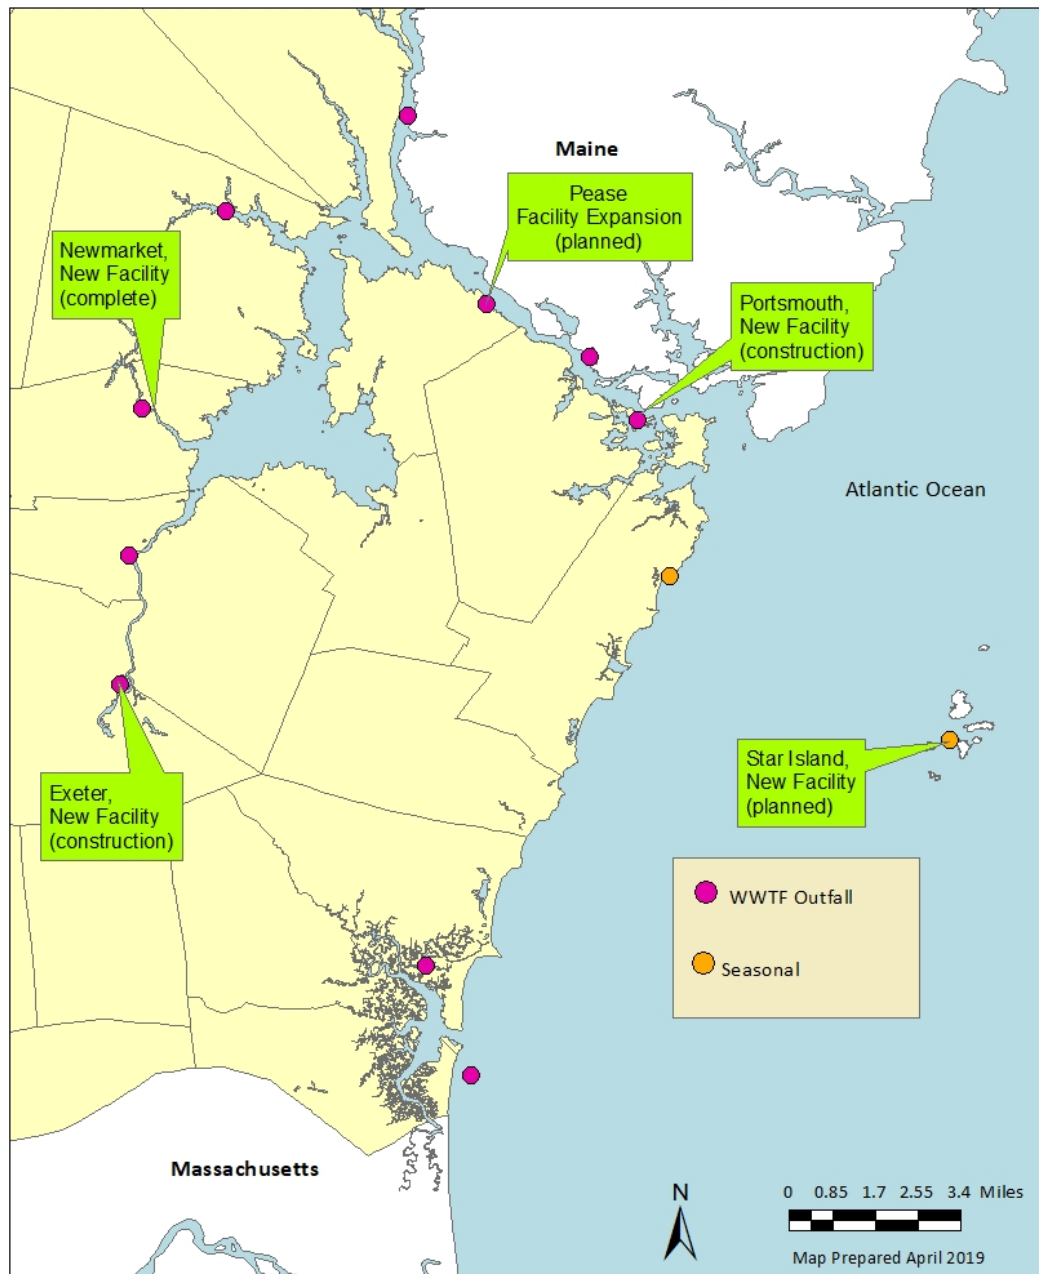 Maine
Pease
Facility Expansion
(planned)
Newmarket,
New Facility
(complete)
Portsmouth,
New Facility
(construction)
Atlantic Ocean
Star Island,
New Facility
(planned)
Exeter,
New Facility
(construction)
WWTF Outfall
Seasonal
Massachusetts
N
0 0.85 1.7 2.55 3.4 Miles
Map Prepared April 2019